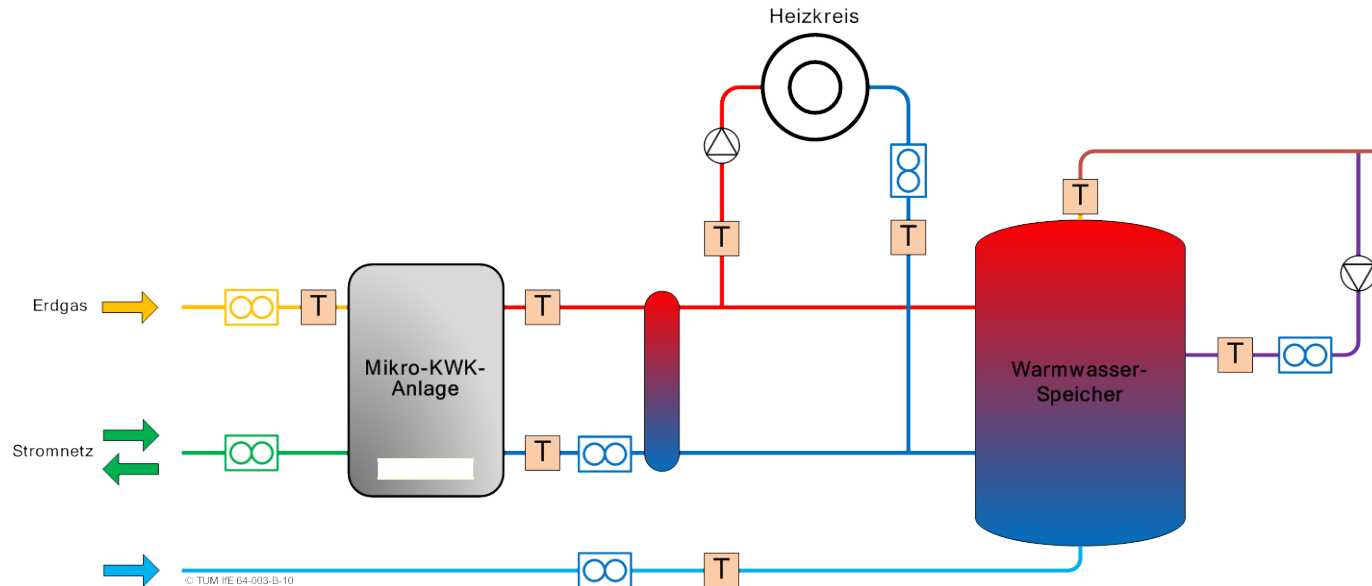 Heizkreis
T
T
T
Erdgas
T
T
Mikro-KWK-
Anlage
Warmwasser-
Speicher
T
Stromnetz
T
T
© TUM IfE 64-003-B-10